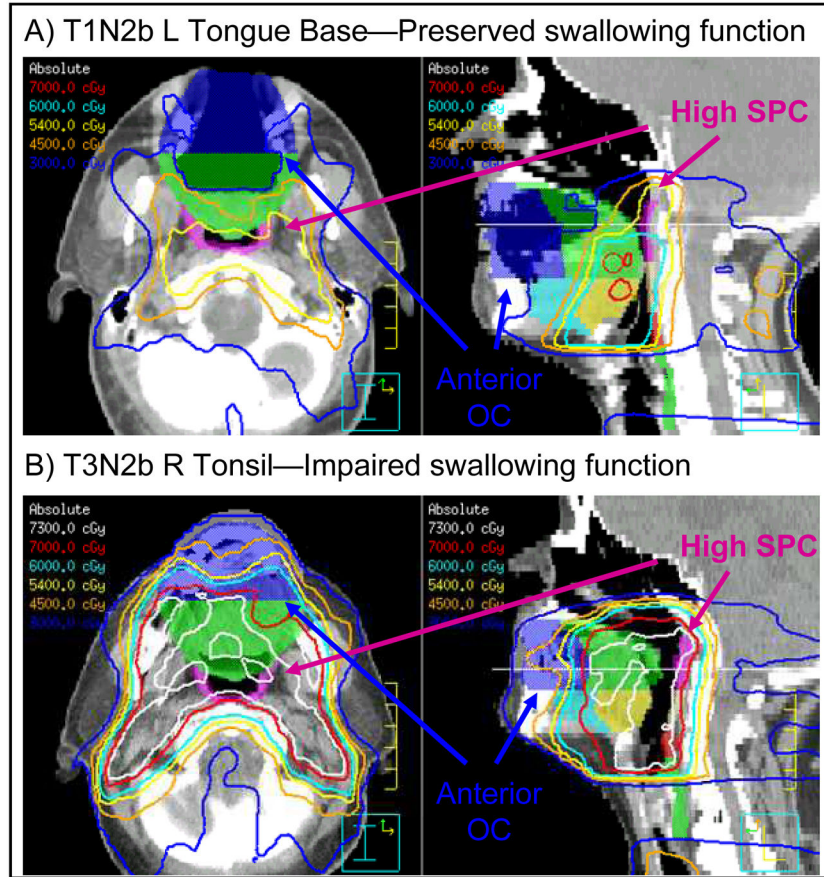 A) T1N2b L Tongue Base—Preserved swallowing function
Absolute
7000.0 cGy
6000.0 cGy
5400.0 cGy
4500.0 cGy
3000.0 cGy
Absolute
7000.0 cGy
6000.0 cGy
5400.0 cGy
4500.0 cGy
3000.0 cGy
High SPC
Anterior
OC
B) T3N2b R Tonsil—Impaired swallowing function
Absolute
7300.0 cGy
7000.0 cGy
6000.0 cGy
5400.0 cGy
4500.0 cGy
3000.0 cGy
Absolute
7300.0 cGy
7000.0 cGy
6000.0 cGy
5400.0 cGy
4500.0 cGy
3000.0 cGy
High SPC
Anterior
OC